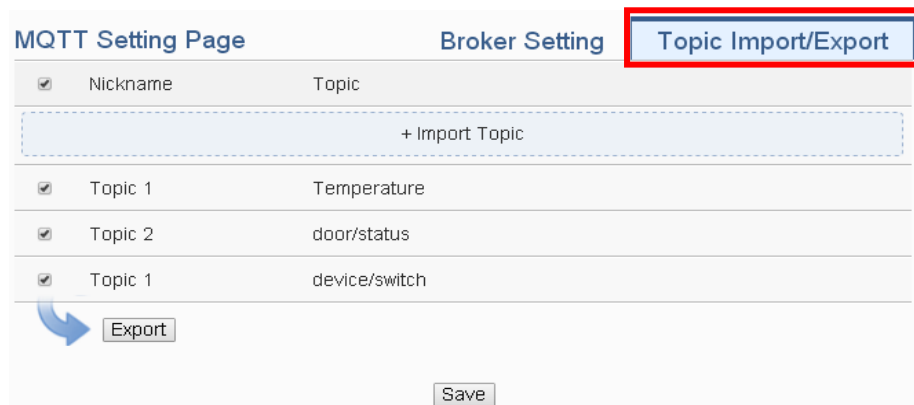 MQTT Setting Page Broker Setting Topic Import/Export
Nickname Topic
+ Import Topic
Topic 1 Temperature
Topic 2 door/status
Topic 1 device/switch
Export
Save